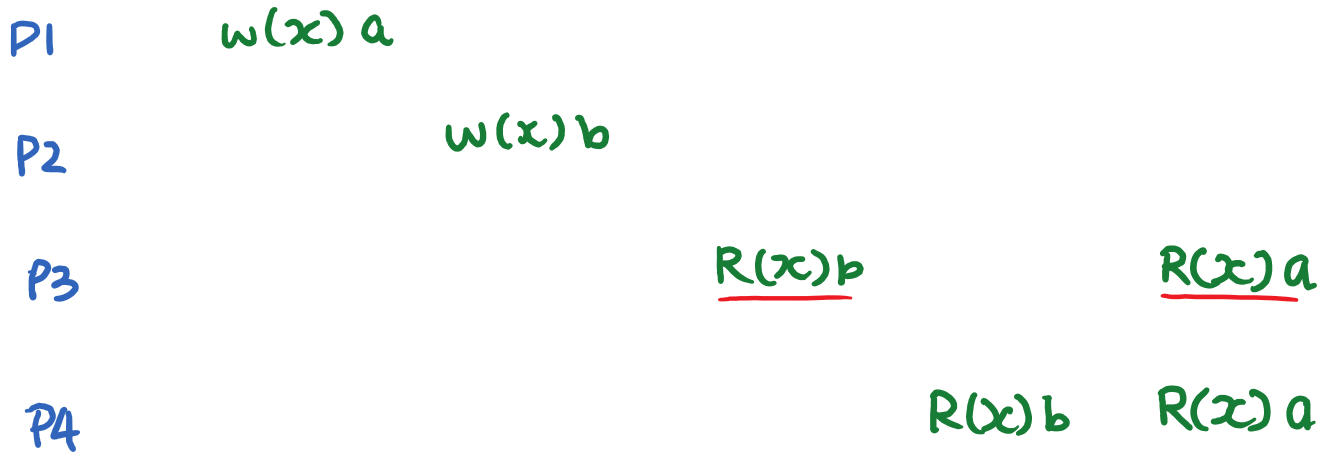 P1 W(x) a
P2 W(x) b
P3 R(x) b R(x) a
P4 R(x) b R(x) a